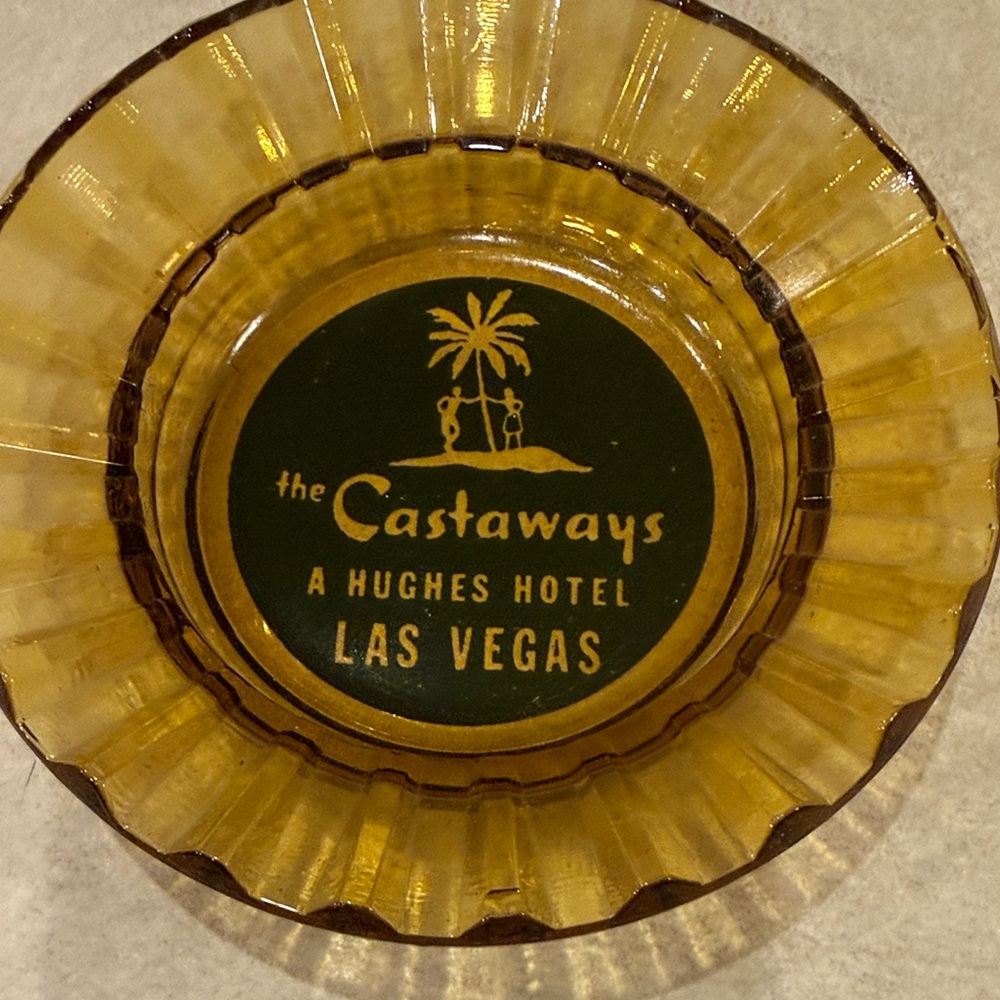 the Castaways
A HUGHES HOTEL
LAS VEGAS